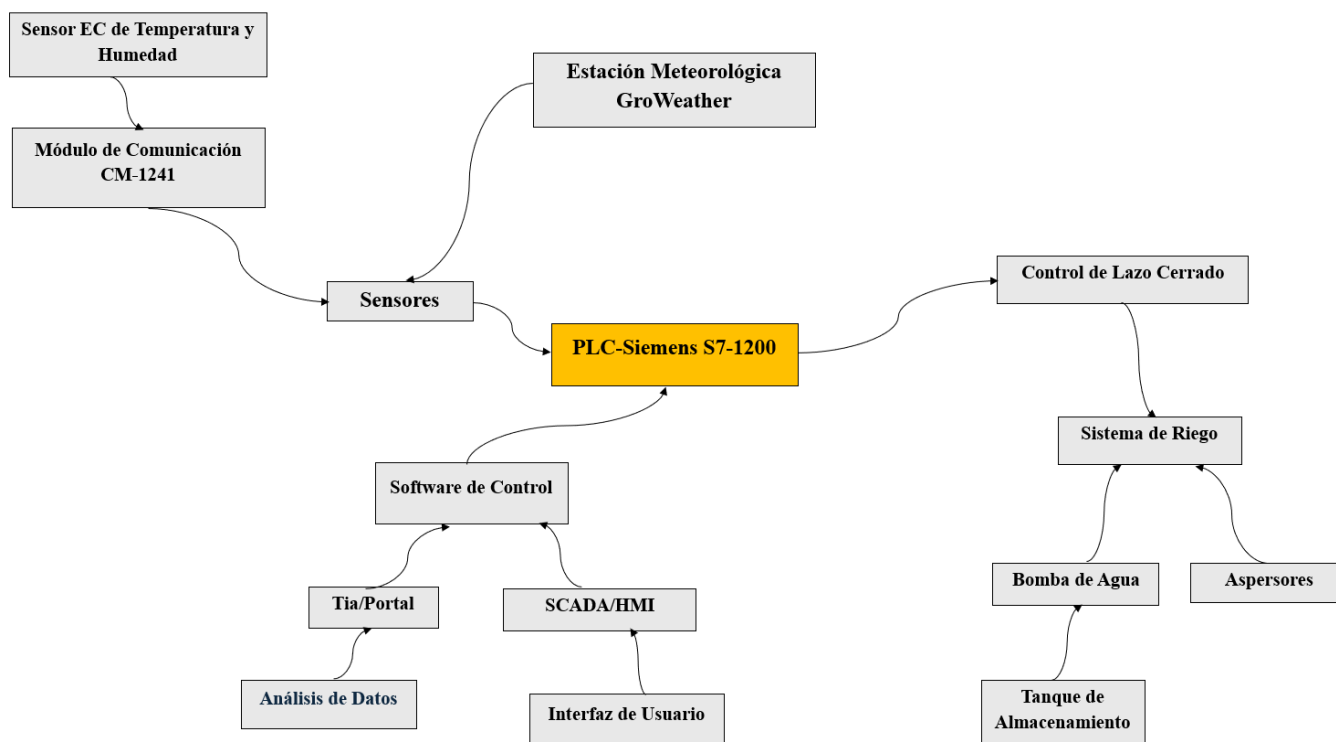 Sensor EC de Temperatura y
Humedad
Estación Meteorológica
GroWeather
Módulo de Comunicación
CM-1241
Control de Lazo Cerrado
Sensores
PLC-Siemens S7-1200
Sistema de Riego
Software de Control
Bomba de Agua
Aspersores
Tia/Portal
SCADA/HMI
Análisis de Datos
Interfaz de Usuario
Tanque de
Almacenamiento